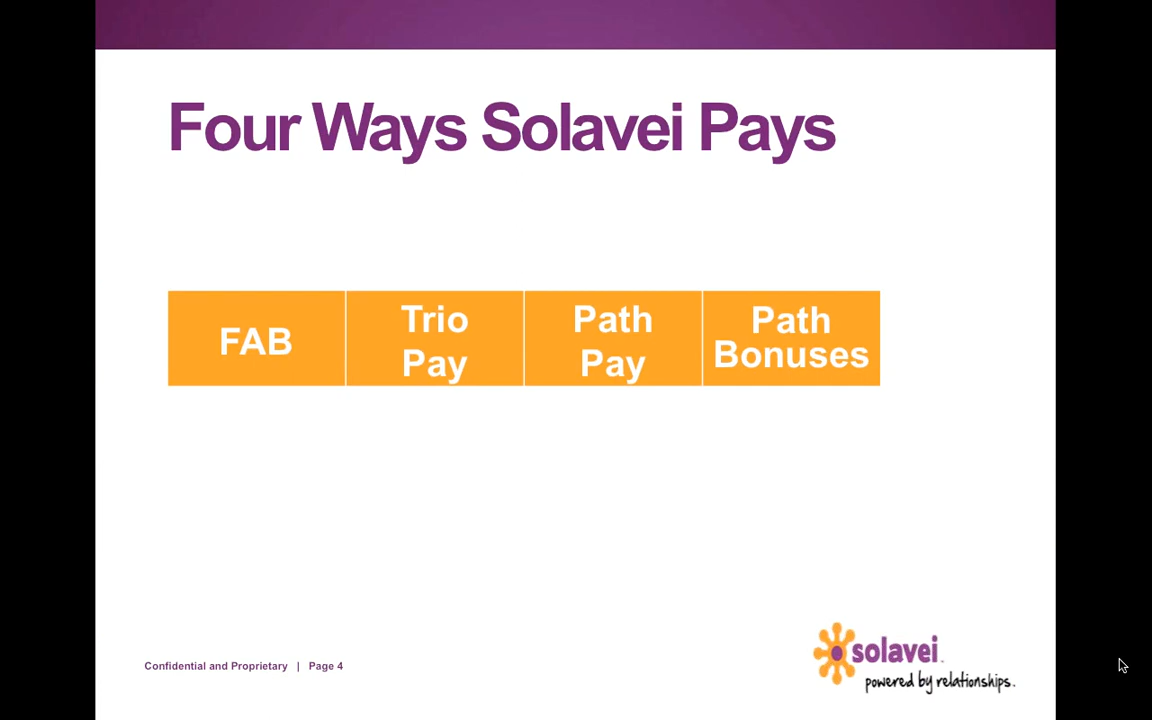 Four Ways Solavei Pays
FAB
Trio
Pay
Path
Pay
Path
Bonuses
Confidential and Proprietary | Page 4
solavei
powered by relationships.